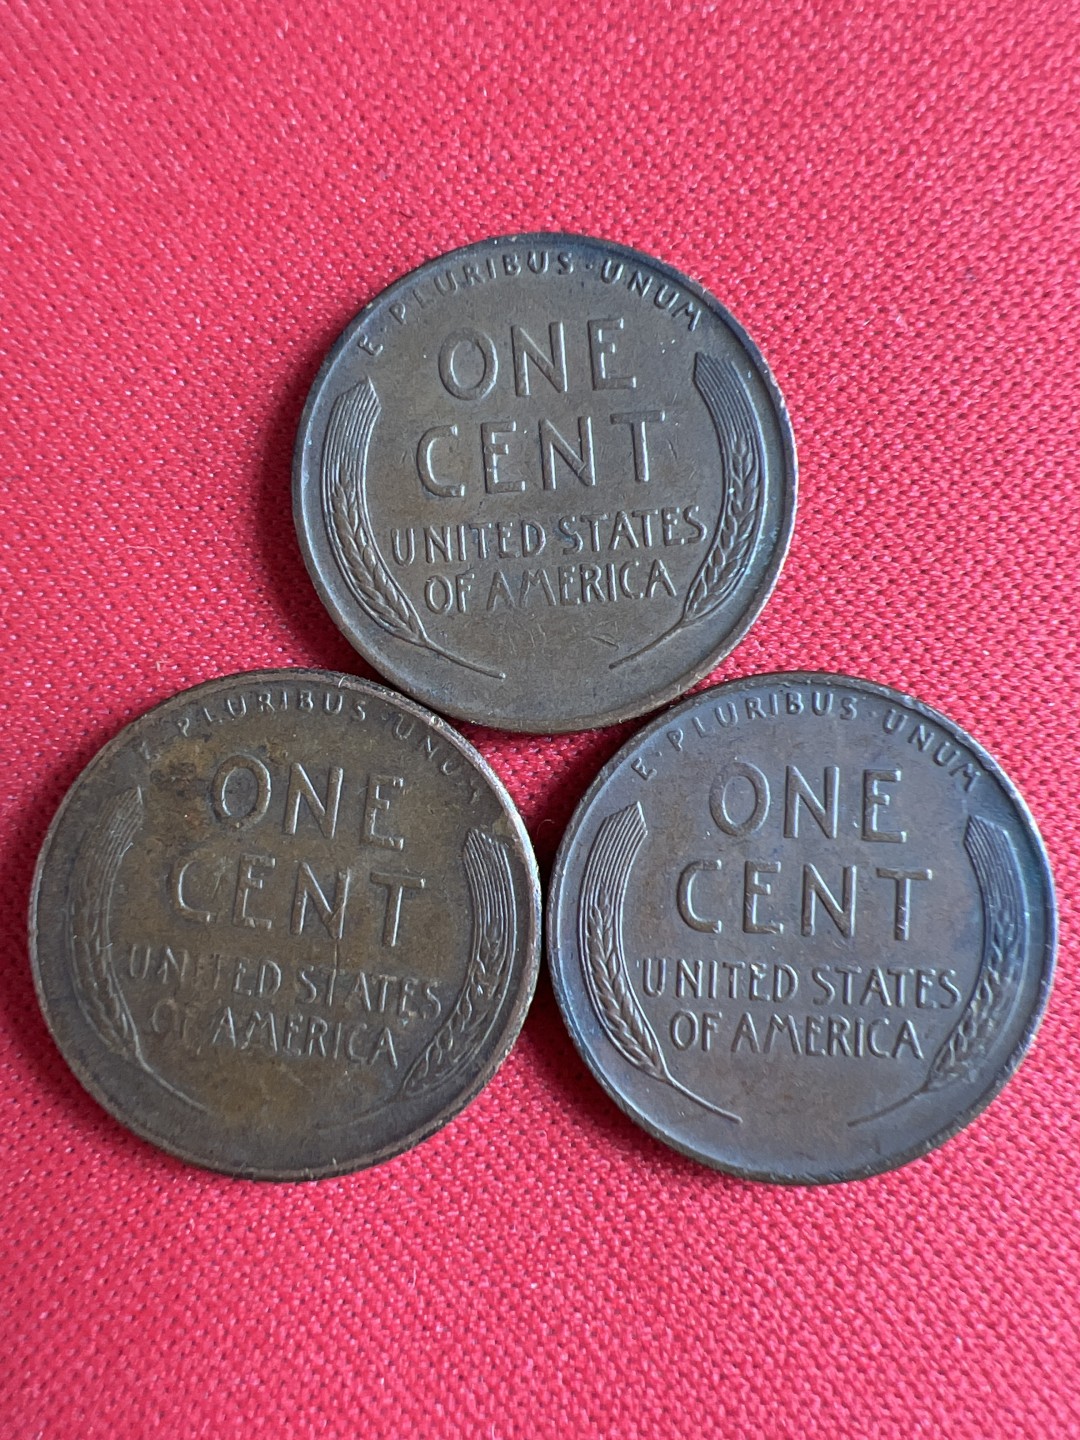 E · PLURIBUS · UNUM
ONE
CENT
UNITED STATES
OF AMERICA
E · PLURIBUS · UNUM
ONE
CENT
UNITED STATES
OF AMERICA
E · PLURIBUS · UNUM
ONE
CENT
UNITED STATES
OF AMERICA